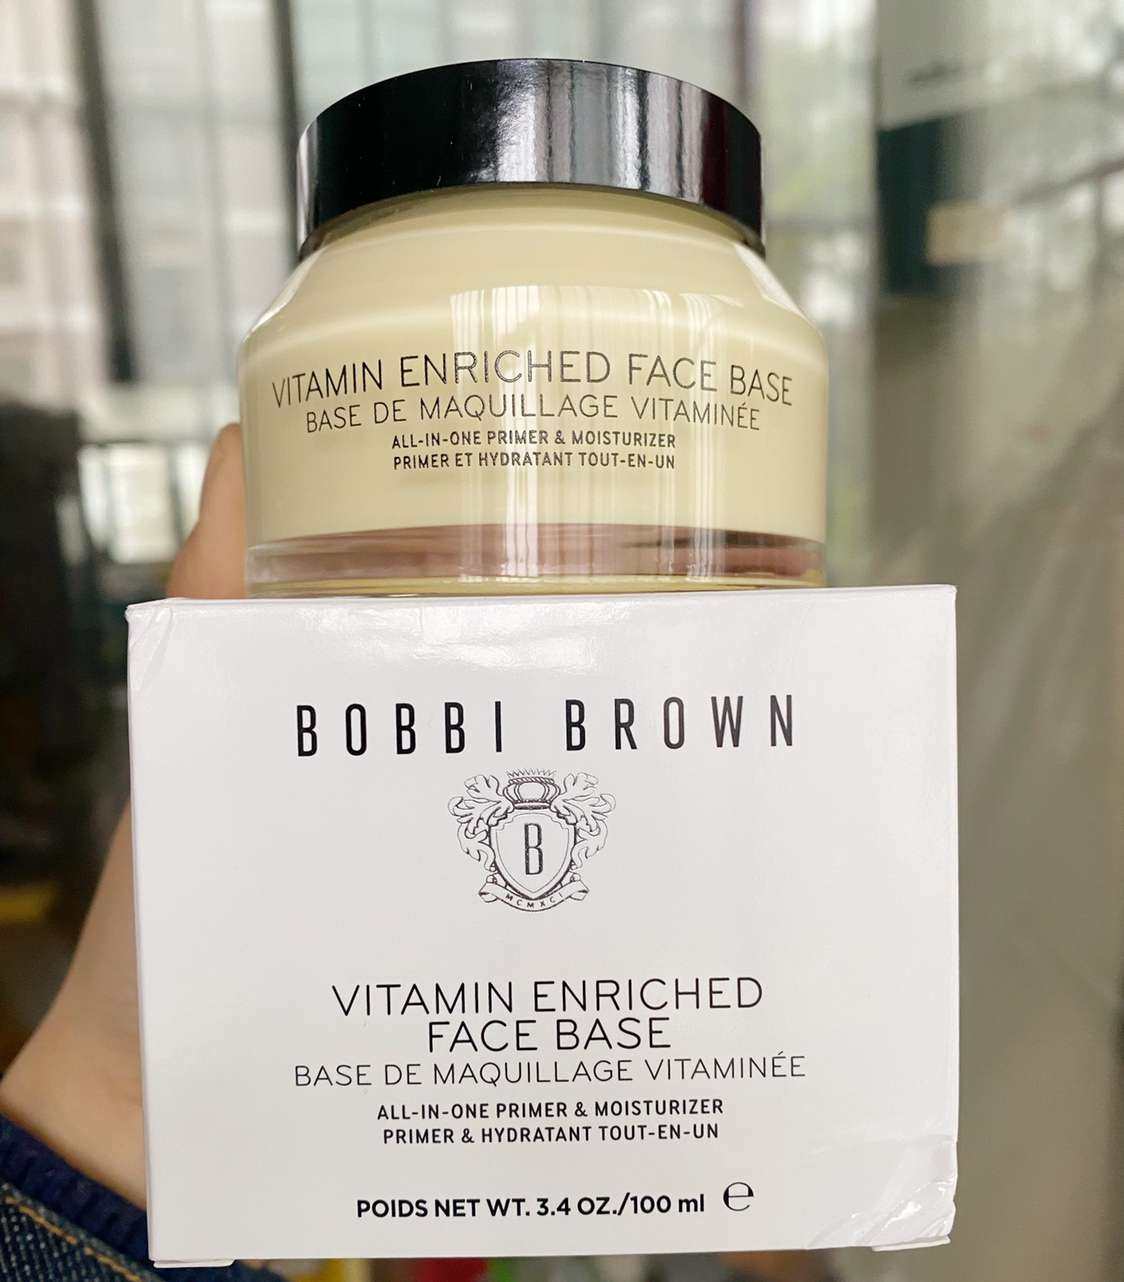 VITAMIN ENRICHED FACE BASE
BASE DE MAQUILLAGE VITAMINÉE
ALL-IN-ONE PRIMER & MOISTURIZER
PRIMER ET HYDRATANT TOUT-EN-UN
BOBBI BROWN
B
MCMXCI
VITAMIN ENRICHED
FACE BASE
BASE DE MAQUILLAGE VITAMINÉE
ALL-IN-ONE PRIMER & MOISTURIZER
PRIMER & HYDRATANT TOUT-EN-UN
POIDS NET WT. 3.4 OZ./100 ml ℮